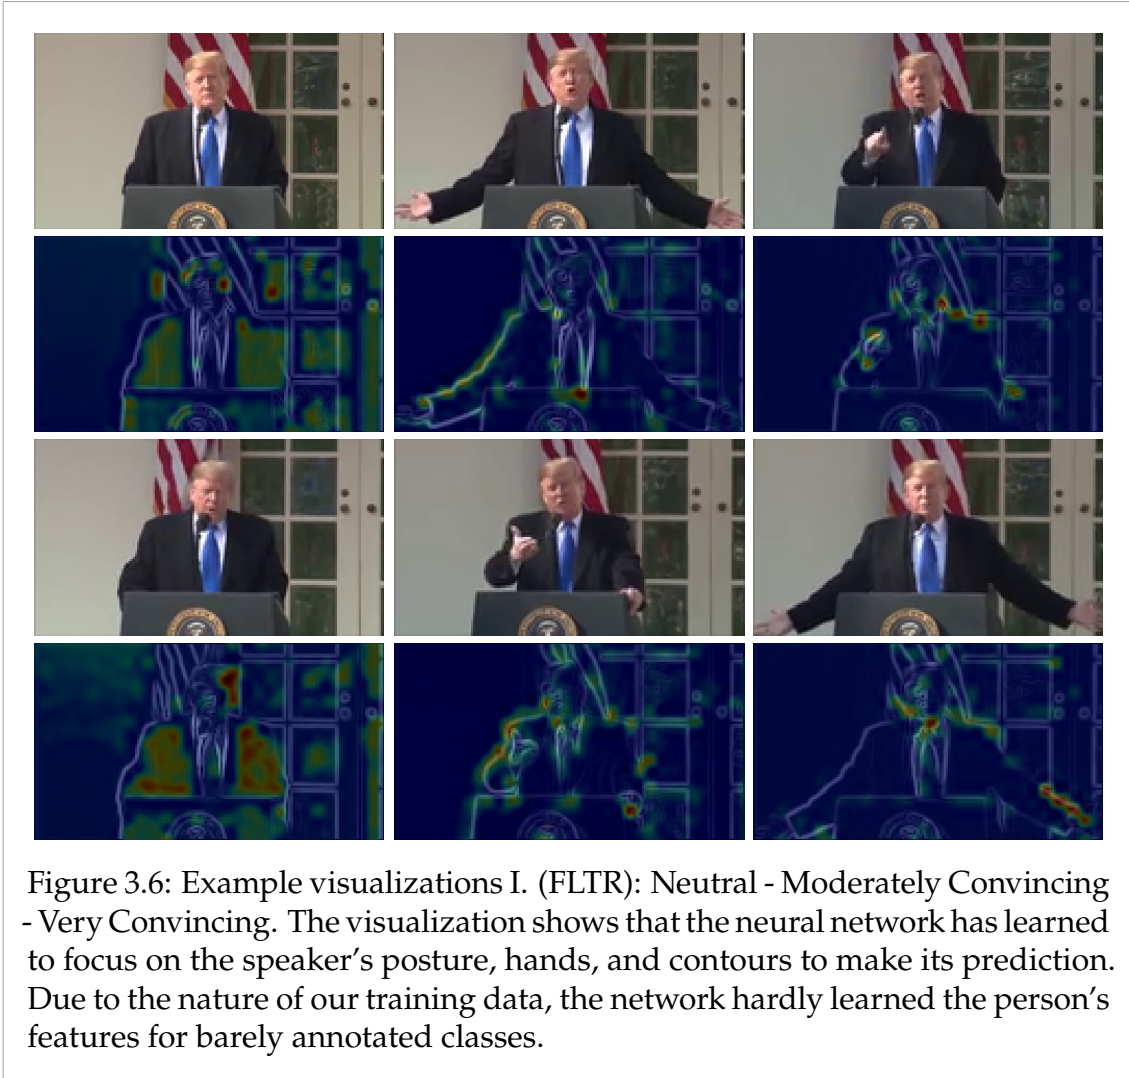 Figure 3.6: Example visualizations I. (FLTR): Neutral - Moderately Convincing
- Very Convincing. The visualization shows that the neural network has learned
to focus on the speaker's posture, hands, and contours to make its prediction.
Due to the nature of our training data, the network hardly learned the person's
features for barely annotated classes.